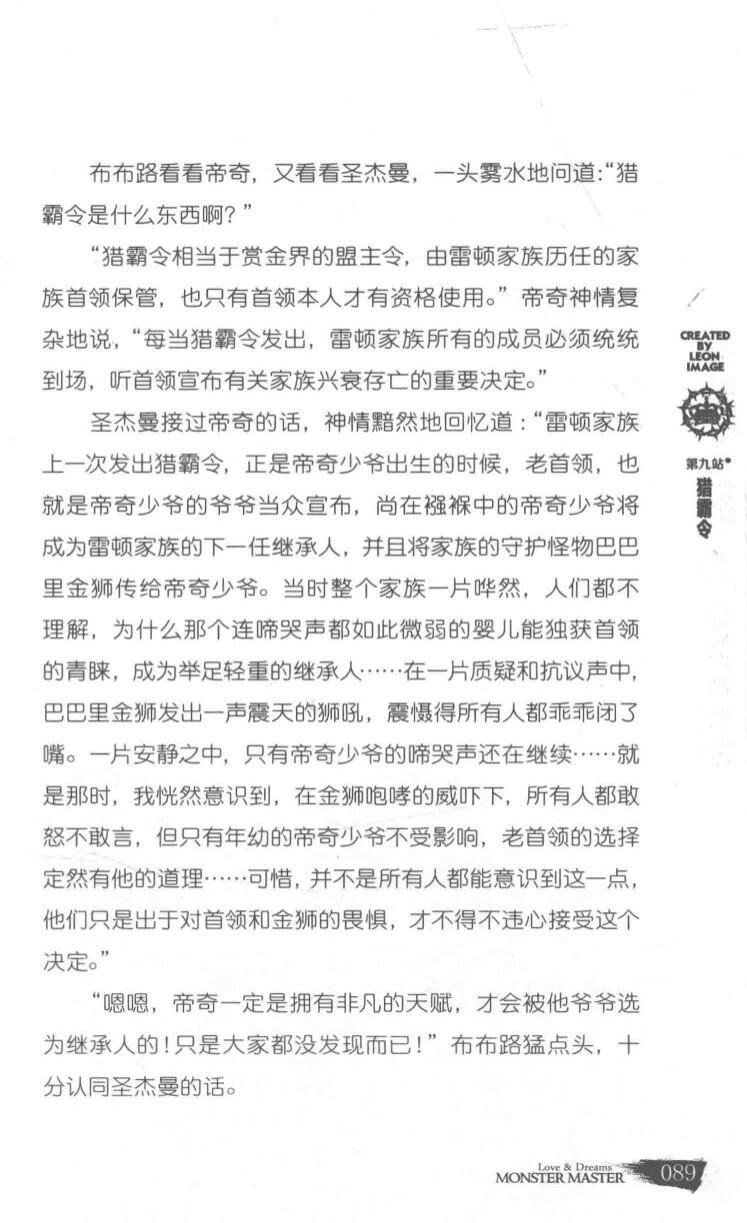 布布路看看帝奇，又看看圣杰曼，一头雾水地问道：“猎
霸令是什么东西啊？”
“猎霸令相当于赏金界的盟主令，由雷顿家族历任的家
族首领保管，也只有首领本人才有资格使用。”帝奇神情复
杂地说，“每当猎霸令发出，雷顿家族所有的成员必须统统
到场，听首领宣布有关家族兴衰存亡的重要决定。”
圣杰曼接过帝奇的话，神情黯然地回忆道：“雷顿家族
上一次发出猎霸令，正是帝奇少爷出生的时候，老首领，也
就是帝奇少爷的爷爷当众宣布，尚在襁褓中的帝奇少爷将
成为雷顿家族的下一任继承人，并且将家族的守护怪物巴巴
里金狮传给帝奇少爷。当时整个家族一片哗然，人们都不
理解，为什么那个连啼哭声都如此微弱的婴儿能独获首领
的青睐，成为举足轻重的继承人……在一片质疑和抗议声中，
巴巴里金狮发出一声震天的狮吼，震慑得所有人都乖乖闭了
嘴。一片安静之中，只有帝奇少爷的啼哭声还在继续……就
是那时，我恍然意识到，在金狮咆哮的威吓下，所有人都敢
怒不敢言，但只有年幼的帝奇少爷不受影响，老首领的选择
定然有他的道理……可惜，并不是所有人都能意识到这一点，
他们只是出于对首领和金狮的畏惧，才不得不违心接受这个
决定。”
“嗯嗯，帝奇一定是拥有非凡的天赋，才会被他爷爷选
为继承人的！只是大家都没发现而已！”布布路猛点头，十
分认同圣杰曼的话。
CREATED
BY
LEON
IMAGE
第九站
猎霸令
Love & Dreams
MONSTER MASTER
089